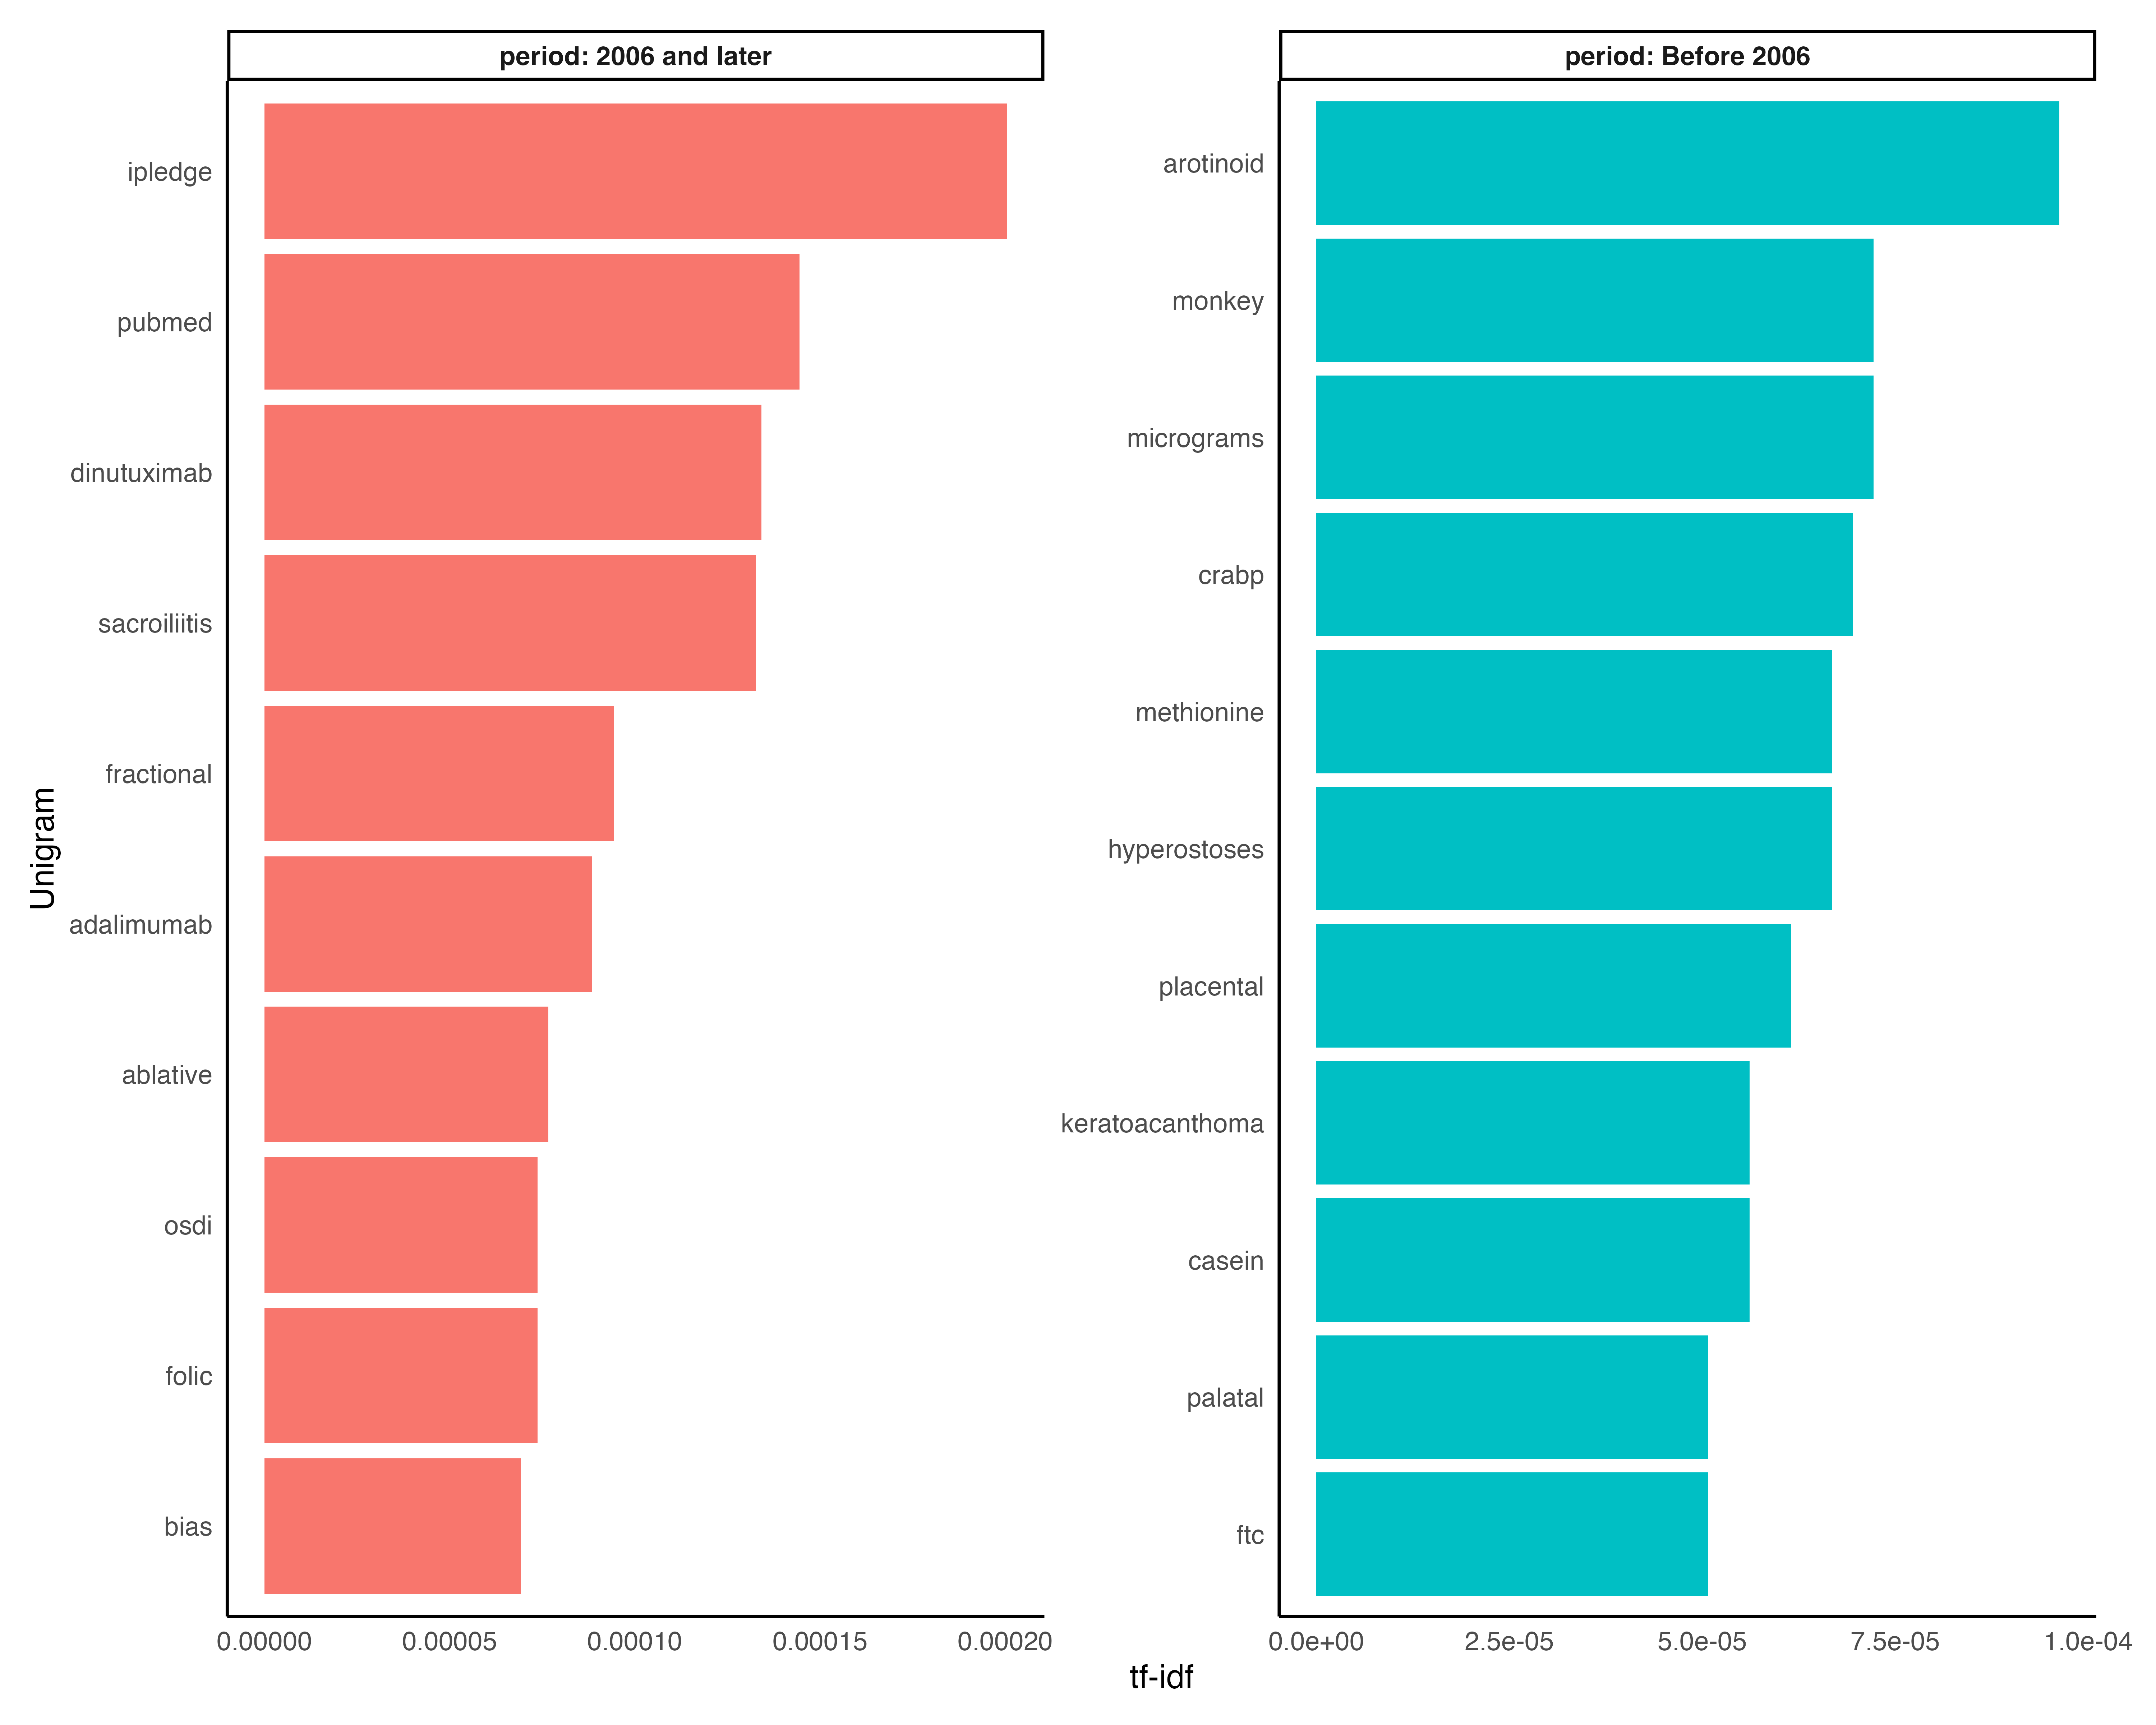 period: 2006 and later
period: Before 2006
Unigram
ipledge
pubmed
dinutuximab
sacroiliitis
fractional
adalimumab
ablative
osdi
folic
bias
0.00000 0.00005 0.00010 0.00015 0.00020
arotinoid
monkey
micrograms
crabp
methionine
hyperostoses
placental
keratoacanthoma
casein
palatal
ftc
0.0e+00 2.5e-05 5.0e-05 7.5e-05 1.0e-04
tf-idf